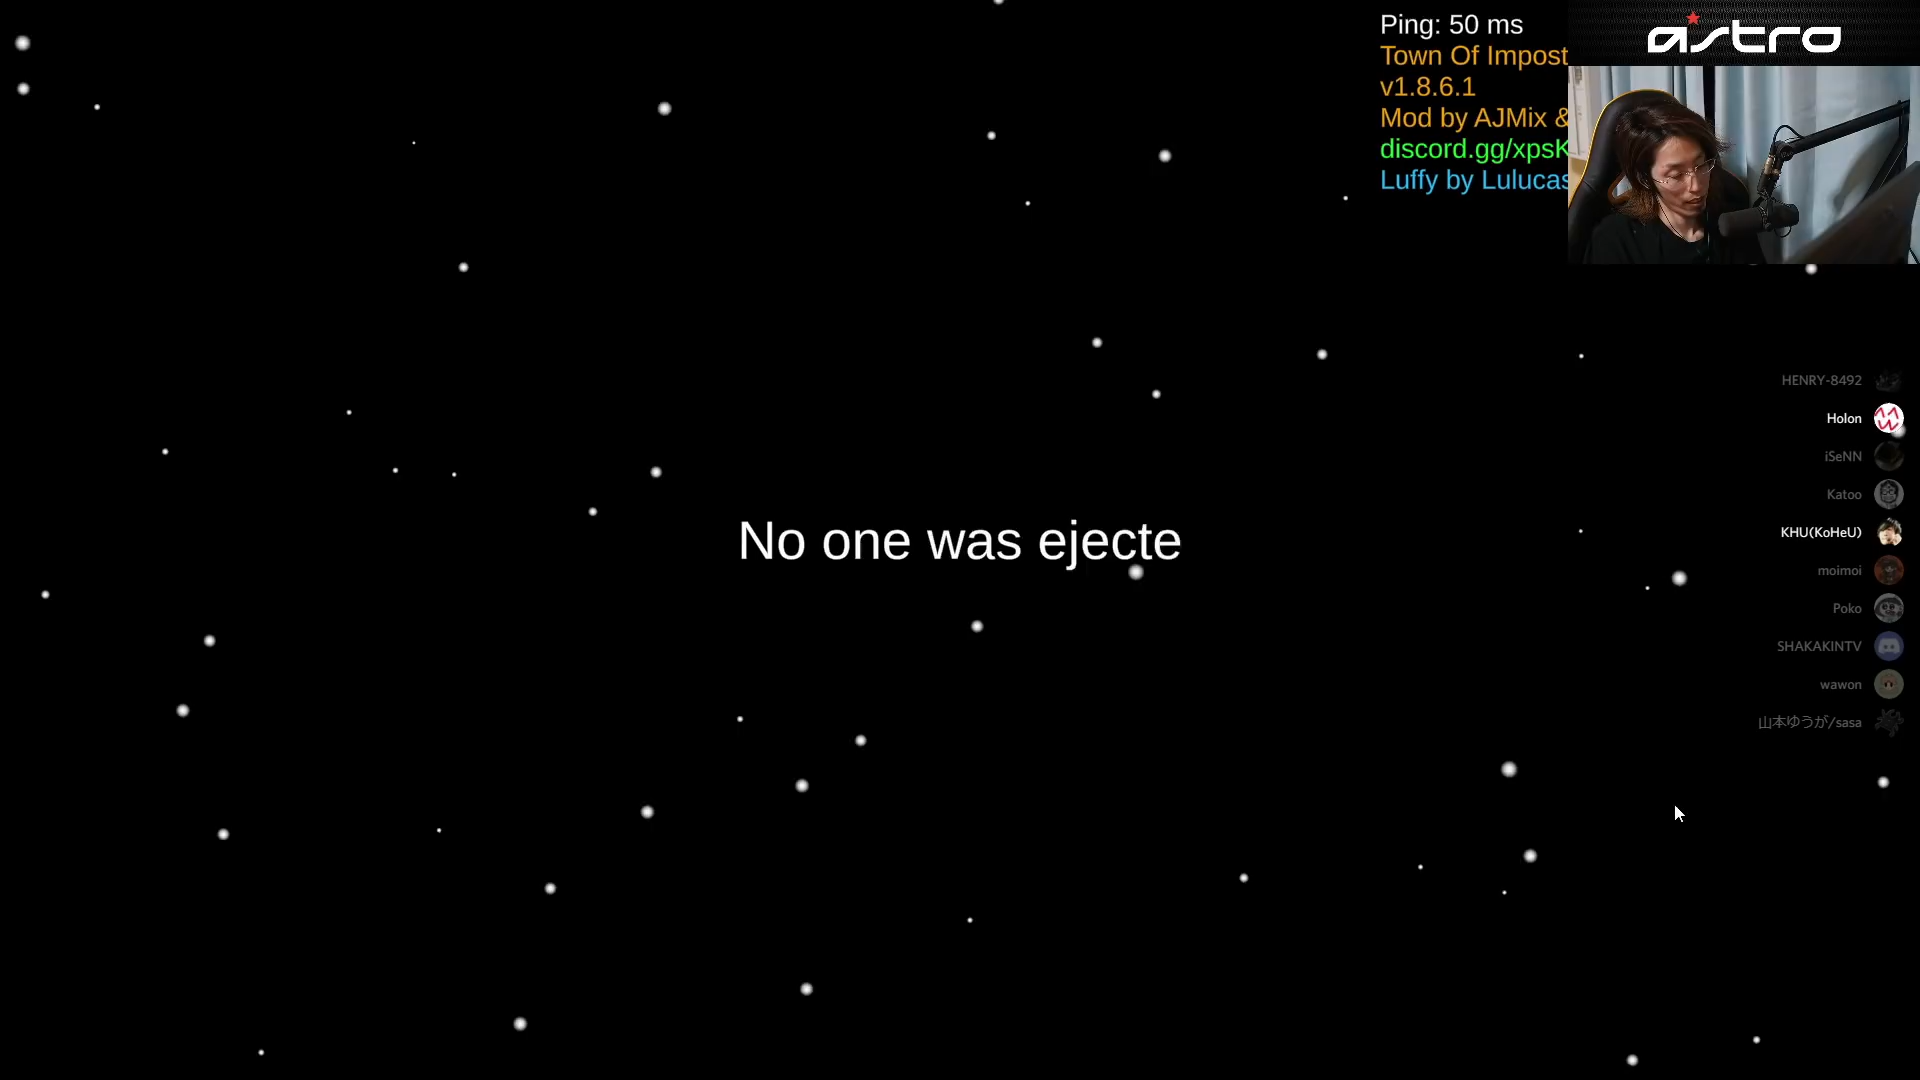 Ping: 50 ms
Town Of Impost
v1.8.6.1
Mod by AJMix &
discord.gg/xpsK
Luffy by Lulucas
astro
HENRY-8492
Holon
iSeNN
Katoo
KHU(KoHeU)
No one was ejecte
moimoi
Poko
SHAKAKINTV
wawon
山本ゆうが/sasa